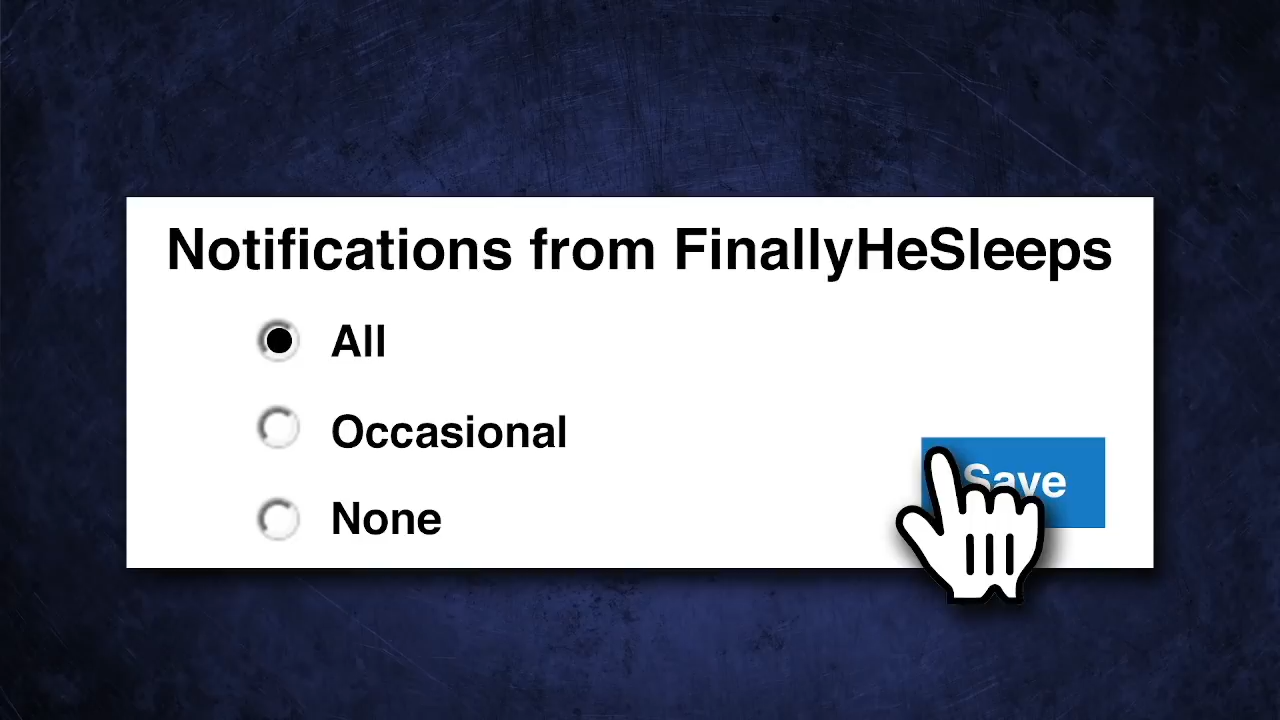 Notifications from FinallyHeSleeps
All
Occasional
Save
None